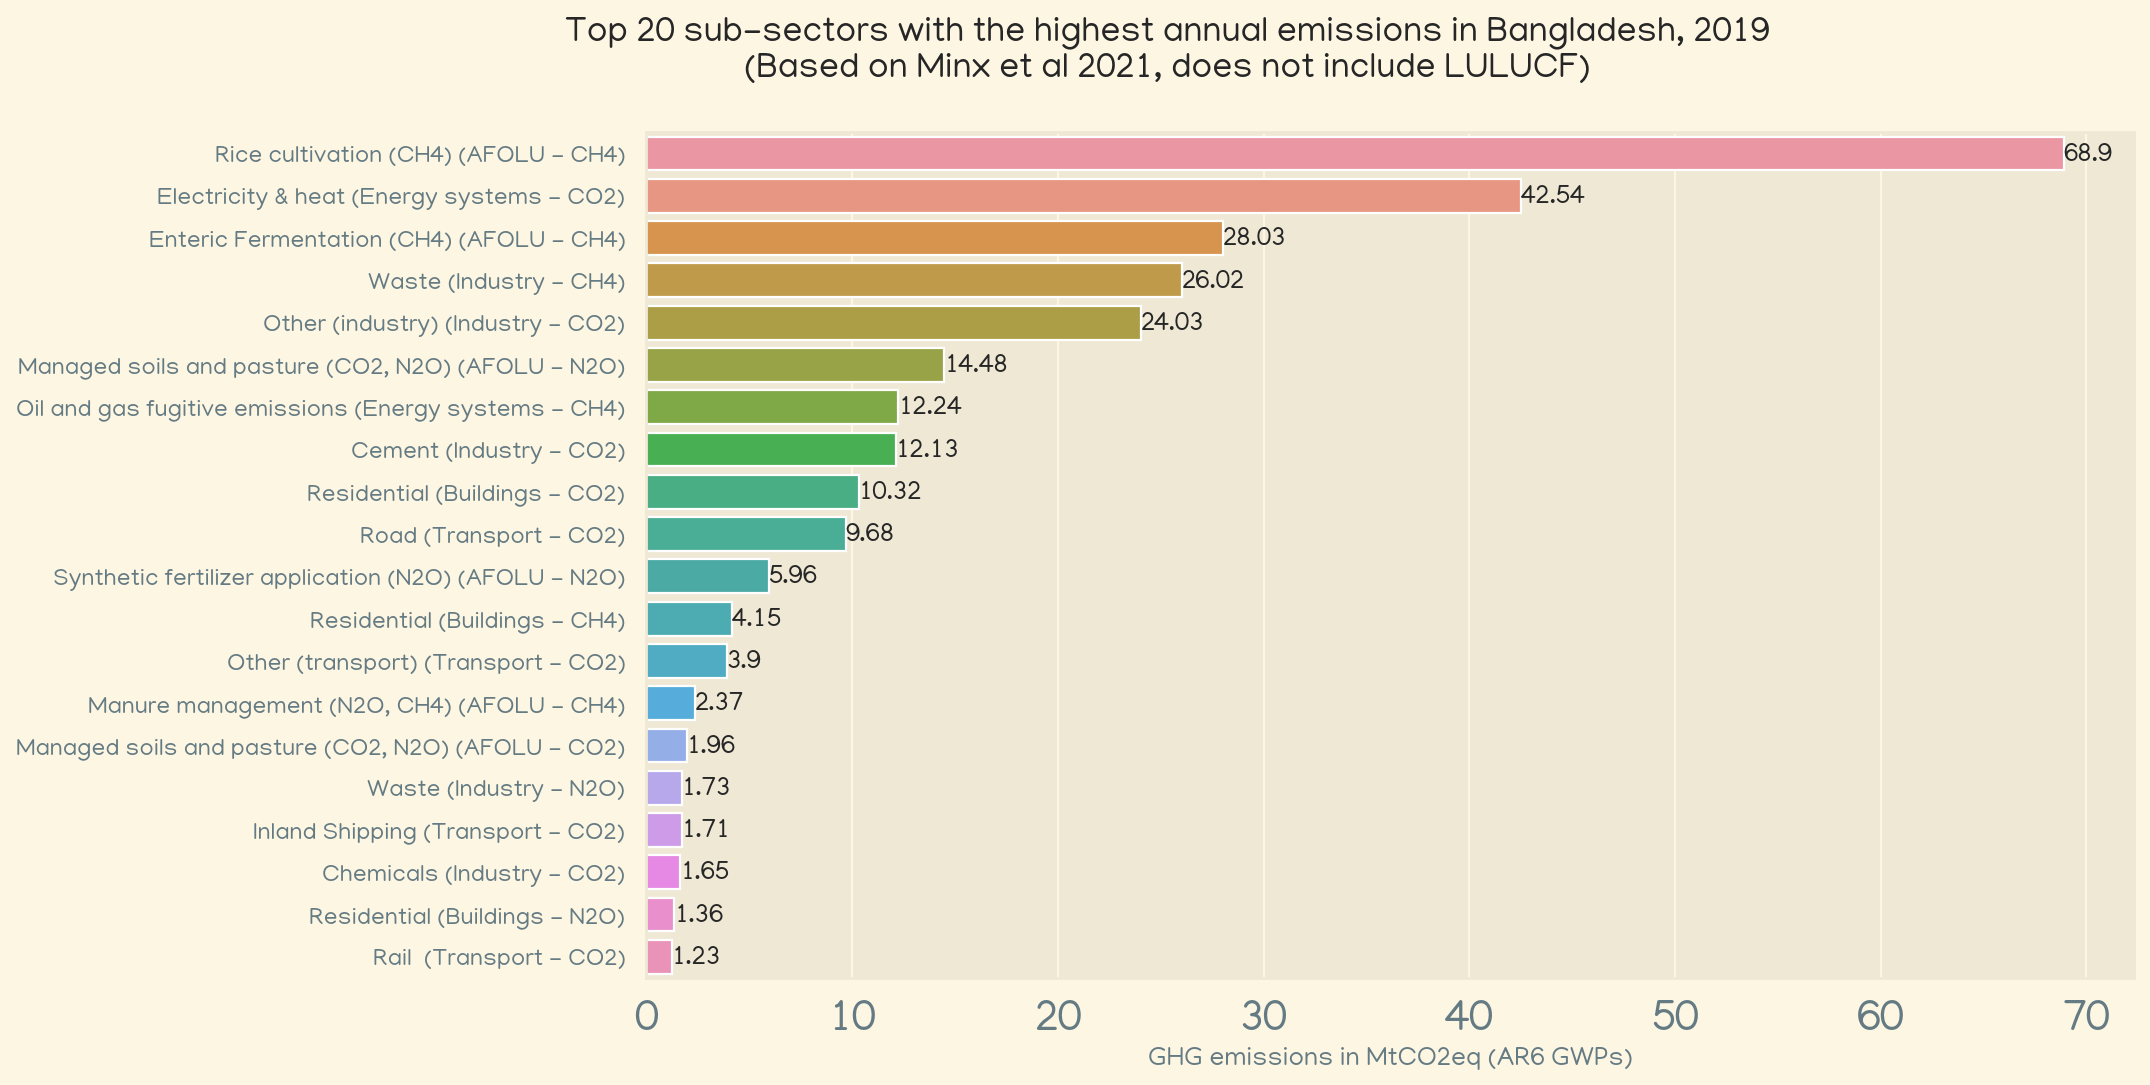 Top 20 sub-sectors with the highest annual emissions in Bangladesh, 2019
(Based on Minx et al 2021, does not include LULUCF)
Rice cultivation (CH4) (AFOLU - CH4) 68.9
Electricity & heat (Energy systems - CO2) 42.54
Enteric Fermentation (CH4) (AFOLU - CH4) 28.03
Waste (Industry - CH4) 26.02
Other (industry) (Industry - CO2) 24.03
Managed soils and pasture (CO2, N2O) (AFOLU - N2O) 14.48
Oil and gas fugitive emissions (Energy systems - CH4) 12.24
Cement (Industry - CO2) 12.13
Residential (Buildings - CO2) 10.32
Road (Transport - CO2) 9.68
Synthetic fertilizer application (N2O) (AFOLU - N2O) 5.96
Residential (Buildings - CH4) 4.15
Other (transport) (Transport - CO2) 3.9
Manure management (N2O, CH4) (AFOLU - CH4) 2.37
Managed soils and pasture (CO2, N2O) (AFOLU - CO2) 1.96
Waste (Industry - N2O) 1.73
Inland Shipping (Transport - CO2) 1.71
Chemicals (Industry - CO2) 1.65
Residential (Buildings - N2O) 1.36
Rail  (Transport - CO2) 1.23
0 10 20 30 40 50 60 70
GHG emissions in MtCO2eq (AR6 GWPs)